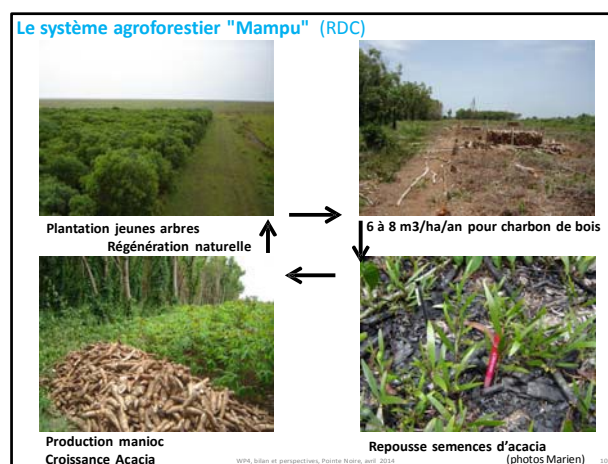 Le système agroforestier "Mampu" (RDC)
Plantation jeunes arbres
Régénération naturelle
6 à 8 m3/ha/an pour charbon de bois
Production manioc
Croissance Acacia
Repousse semences d'acacia
(photos Marien)
WP4, bilan et perspectives, Pointe Noire, avril 2014
10